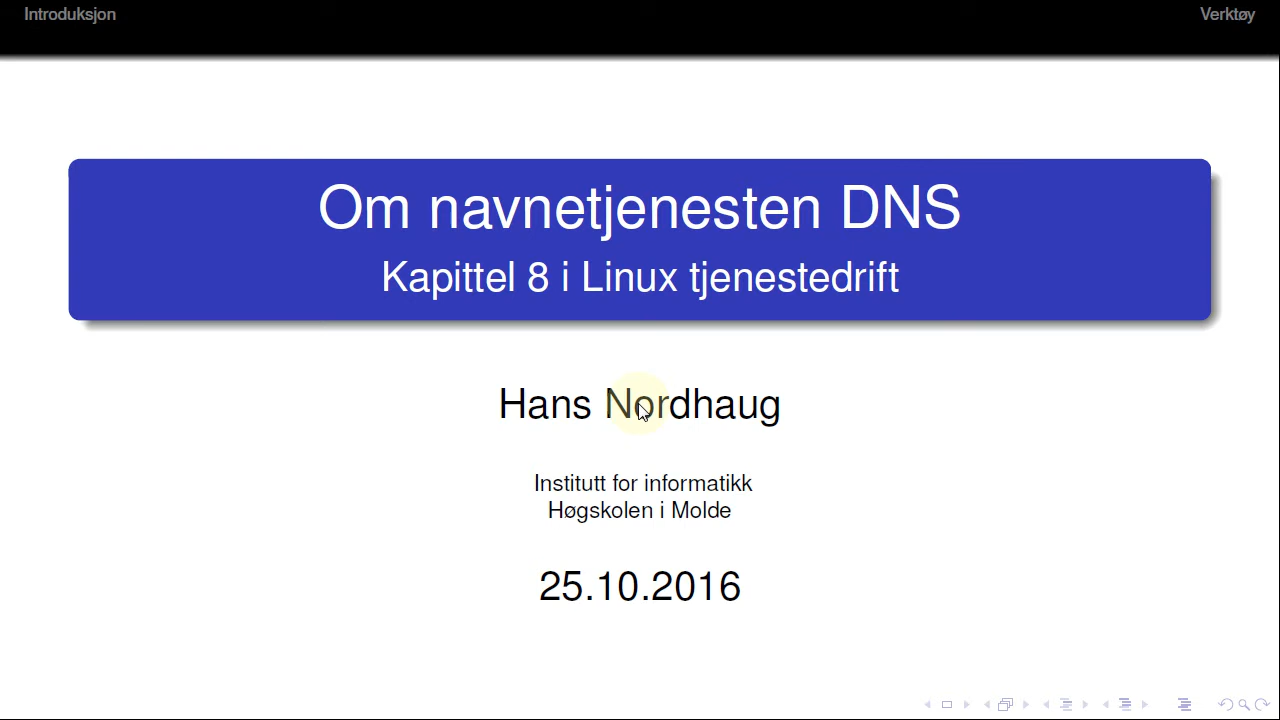 Introduksjon
Verktøy
Om navnetjenesten DNS
Kapittel 8 i Linux tjenestedrift
Hans Nordhaug
Institutt for informatikk
Høgskolen i Molde
25.10.2016